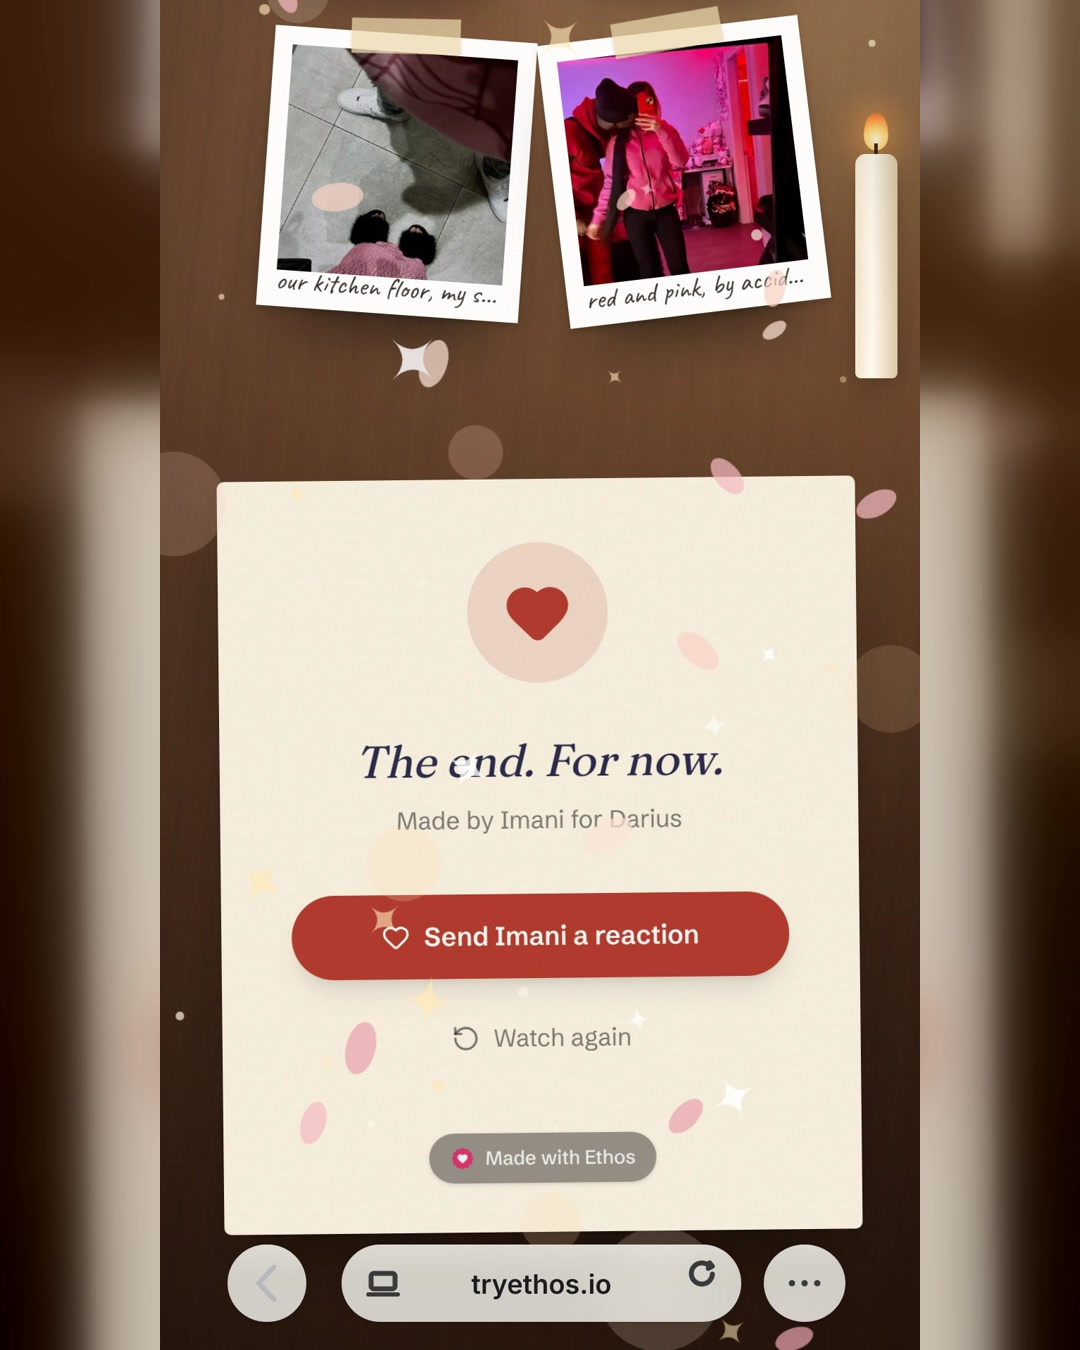 our kitchen floor, my s...
red and pink, by accid...
The end. For now.
Made by Imani for Darius
Send Imani a reaction
Watch again
Made with Ethos
tryethos.io